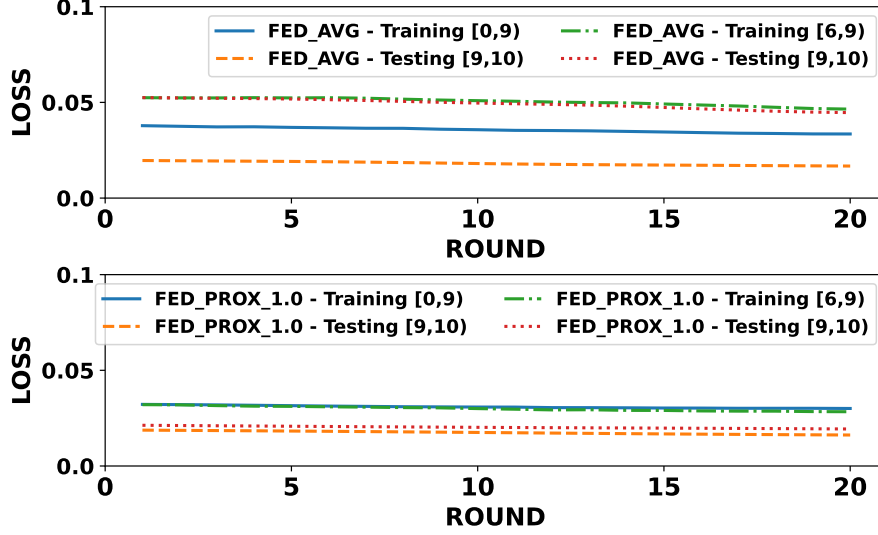 0.1
FED_AVG - Training [0,9)
FED_AVG - Training [6,9)
FED_AVG - Testing [9,10)
FED_AVG - Testing [9,10)
LOSS
0.05
0.0
0 5 10 15 20
ROUND
0.1
FED_PROX_1.0 - Training [0,9)
FED_PROX_1.0 - Training [6,9)
FED_PROX_1.0 - Testing [9,10)
FED_PROX_1.0 - Testing [9,10)
LOSS
0.05
0.0
0 5 10 15 20
ROUND